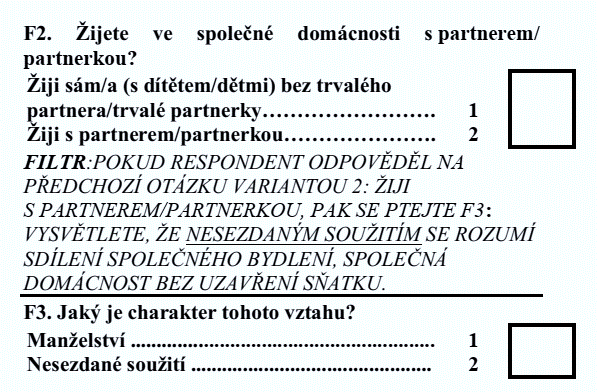 F2. Žijete ve společné domácnosti s partnerem/
partnerkou?
Žiji sám/a (s dítětem/dětmi) bez trvalého
partnera/trvalé partnerky……………………. 1
Žiji s partnerem/partnerkou…………………. 2
FILTR:POKUD RESPONDENT ODPOVĚDĚL NA
PŘEDCHOZÍ OTÁZKU VARIANTOU 2: ŽIJI
S PARTNEREM/PARTNERKOU, PAK SE PTEJTE F3:
VYSVĚTLETE, ŽE NESEZDANÝM SOUŽITÍM SE ROZUMÍ
SDÍLENÍ SPOLEČNÉHO BYDLENÍ, SPOLEČNÁ
DOMÁCNOST BEZ UZAVŘENÍ SŇATKU.
F3. Jaký je charakter tohoto vztahu?
Manželství ........................................................... 1
Nesezdané soužití ............................................... 2